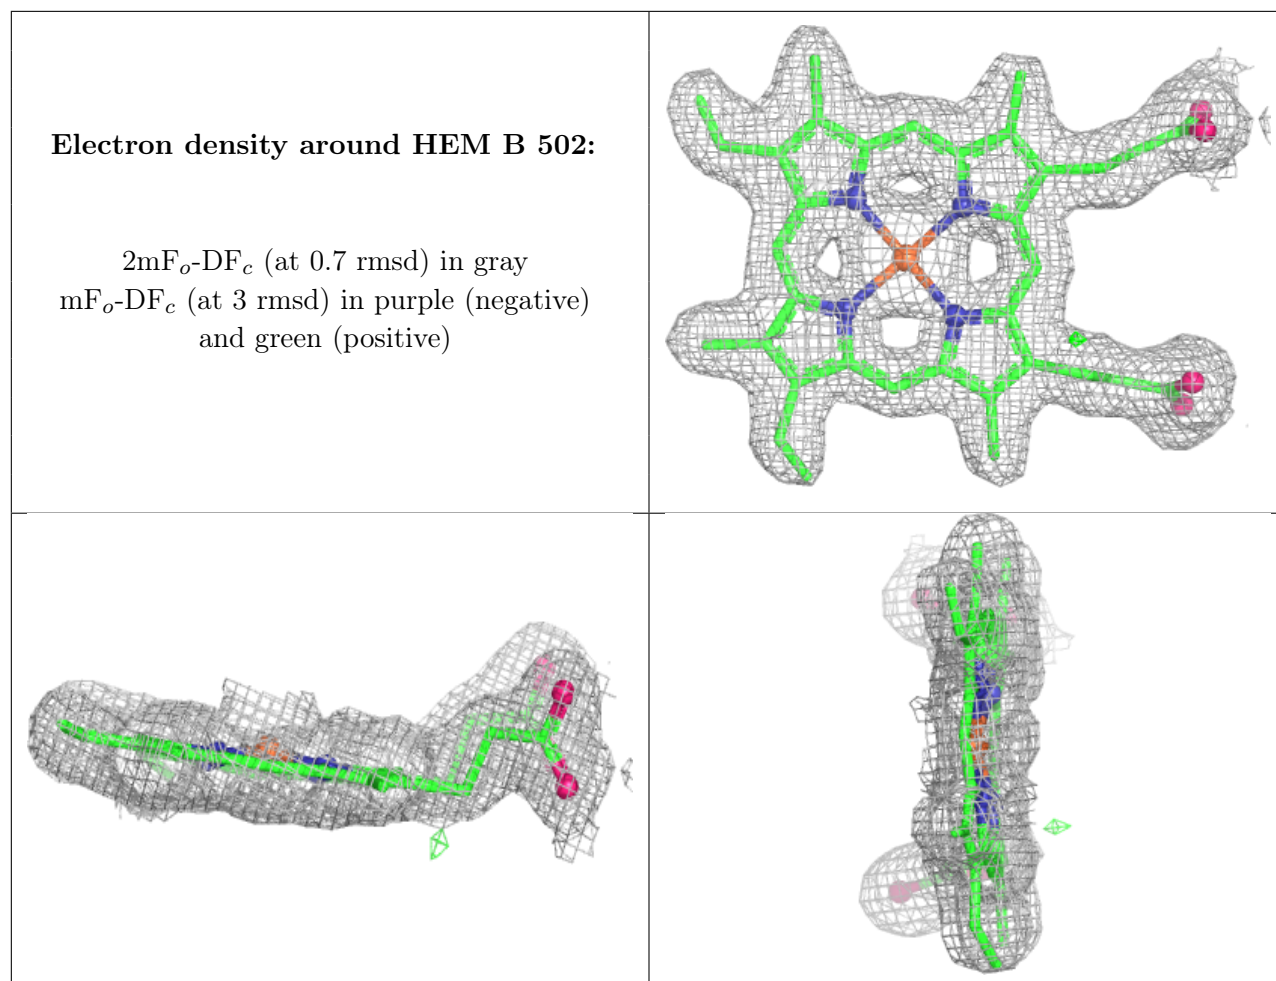 Electron density around HEM B 502:
2mFo-DFc (at 0.7 rmsd) in gray
mFo-DFc (at 3 rmsd) in purple (negative)
and green (positive)